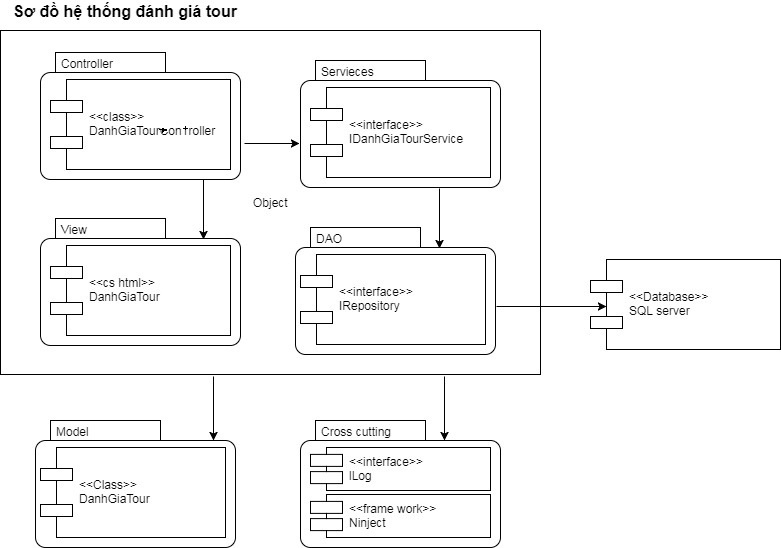 Sơ đồ hệ thống đánh giá tour
Controller
<<class>>
DanhGiaTourcontroller
Servieces
<<interface>>
IDanhGiaTourService
Object
View
<<cs html>>
DanhGiaTour
DAO
<<interface>>
IRepository
<<Database>>
SQL server
Model
<<Class>>
DanhGiaTour
Cross cutting
<<interface>>
ILog
<<frame work>>
Ninject